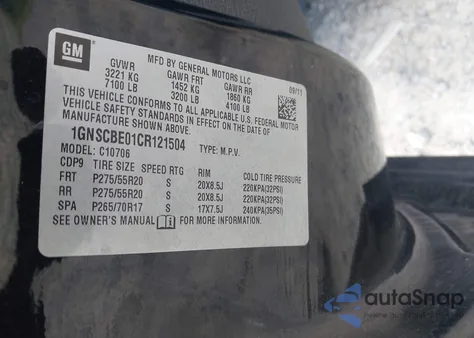 GM
MFD BY GENERAL MOTORS LLC
09/11
GVWR GAWR FRT GAWR RR
3221 KG 1452 KG 1860 KG
7100 LB 3200 LB 4100 LB
THIS VEHICLE CONFORMS TO ALL APPLICABLE U.S. FEDERAL MOTOR
VEHICLE SAFETY STANDARDS IN EFFECT ON THE DATE OF
MANUFACTURE SHOWN ABOVE.
1GNSCBE01CR121504 TYPE: M.P.V.
MODEL: C10706
CDP9 TIRE SIZE SPEED RTG RIM COLD TIRE PRESSURE
FRT P275/55R20 S 20X8.5J 220KPA(32PSI)
RR P275/55R20 S 20X8.5J 220KPA(32PSI)
SPA P265/70R17 S 17X7.5J 240KPA(35PSI)
SEE OWNER'S MANUAL FOR MORE INFORMATION.
autoSnap